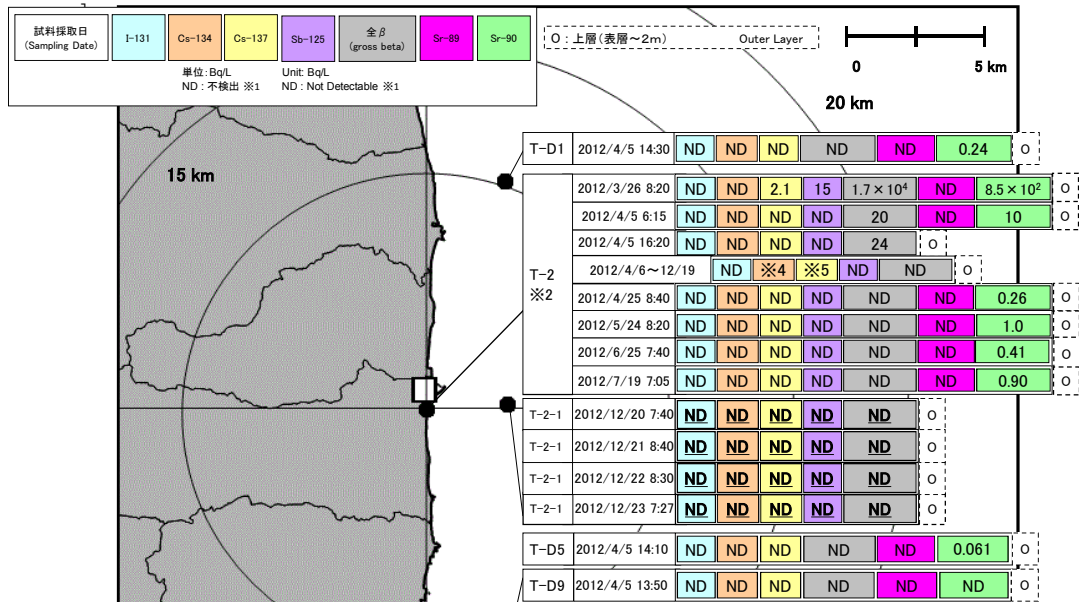 試料採取日
(Sampling Date)
I-131
Cs-134
Cs-137
Sb-125
全β
(gross beta)
Sr-89
Sr-90
単位: Bq/L Unit: Bq/L
ND : 不検出 ※1 ND : Not Detectable ※1
O : 上層(表層～2m) Outer Layer
0 5 km
20 km
15 km
T-D1 2012/4/5 14:30 ND ND ND ND ND 0.24 O
T-2
※2
2012/3/26 8:20 ND ND 2.1 15 1.7×10⁴ ND 8.5×10² O
2012/4/5 6:15 ND ND ND ND 20 ND 10 O
2012/4/5 16:20 ND ND ND ND 24 O
2012/4/6～12/19 ND ※4 ※5 ND ND O
2012/4/25 8:40 ND ND ND ND ND ND 0.26 O
2012/5/24 8:20 ND ND ND ND ND ND 1.0 O
2012/6/25 7:40 ND ND ND ND ND ND 0.41 O
2012/7/19 7:05 ND ND ND ND ND ND 0.90 O
T-2-1 2012/12/20 7:40 ND ND ND ND ND O
T-2-1 2012/12/21 8:40 ND ND ND ND ND O
T-2-1 2012/12/22 8:30 ND ND ND ND ND O
T-2-1 2012/12/23 7:27 ND ND ND ND ND O
T-D5 2012/4/5 14:10 ND ND ND ND ND 0.061 O
T-D9 2012/4/5 13:50 ND ND ND ND ND ND O